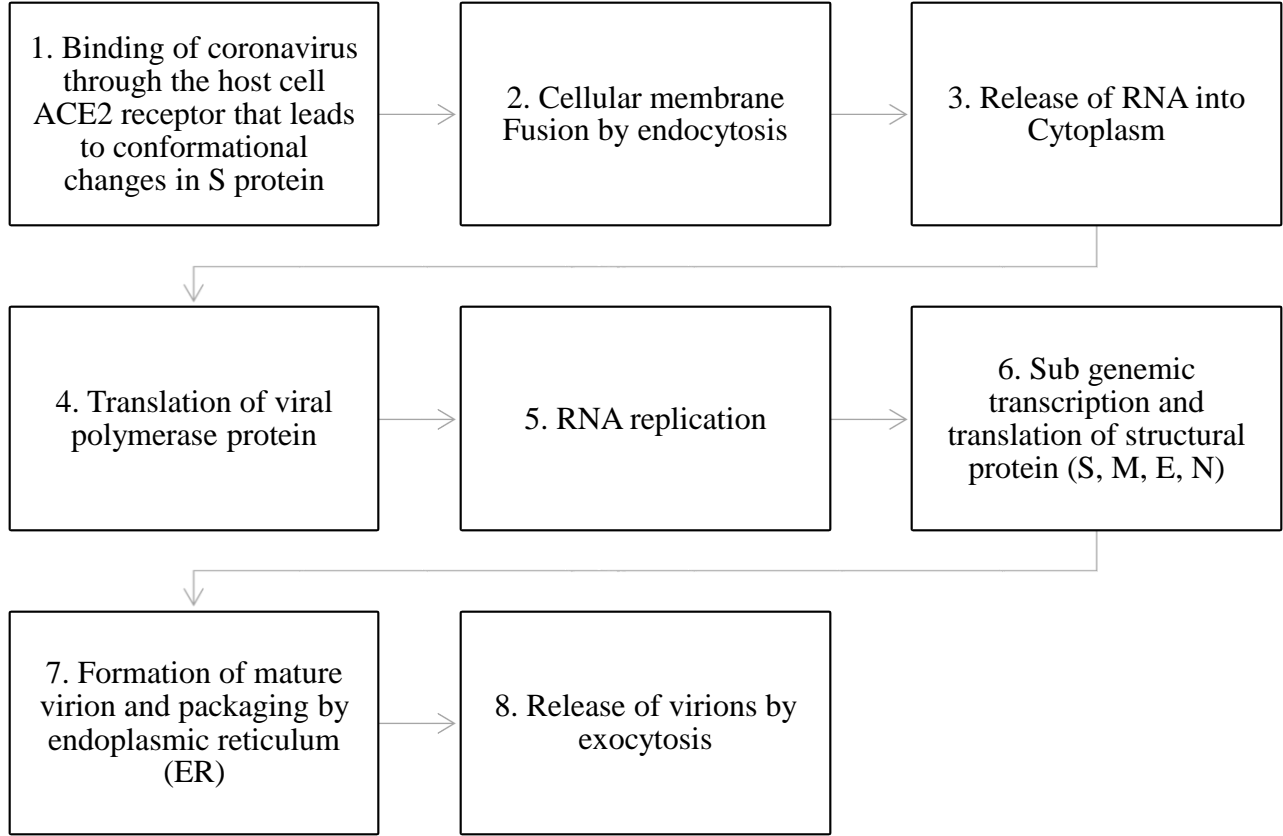 1. Binding of coronavirus
through the host cell
ACE2 receptor that leads
to conformational
changes in S protein
2. Cellular membrane
Fusion by endocytosis
3. Release of RNA into
Cytoplasm
4. Translation of viral
polymerase protein
5. RNA replication
6. Sub genemic
transcription and
translation of structural
protein (S, M, E, N)
7. Formation of mature
virion and packaging by
endoplasmic reticulum
(ER)
8. Release of virions by
exocytosis